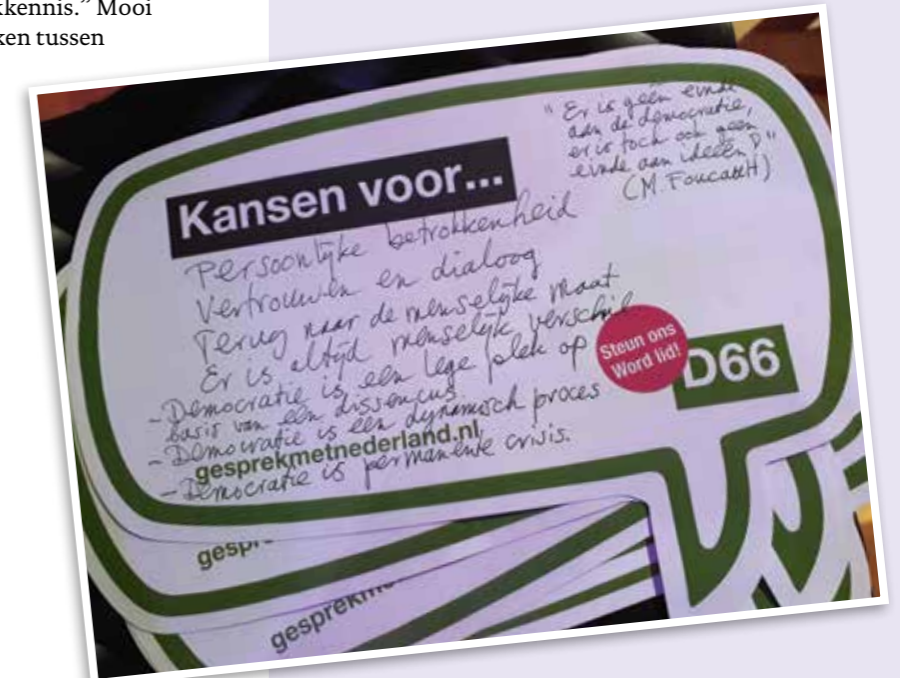 kkennis." Mooi
ken tussen
Kansen voor...
" Er is geen einde
aan de democratie,
er is toch ook geen
einde aan ideeën?"
(M. Foucault)
Persoonlijke betrokkenheid
Vertrouwen en dialoog
Terug naar de menselijke maat
Er is altijd menselijk verschil
- Democratie is een lege plek op
basis van een dissencus.
- Democratie is een dynamisch proces
- Democratie is permanente crisis.
gesprekmetnederland.nl
Steun ons
Word lid!
D66
gespr
gesprekm